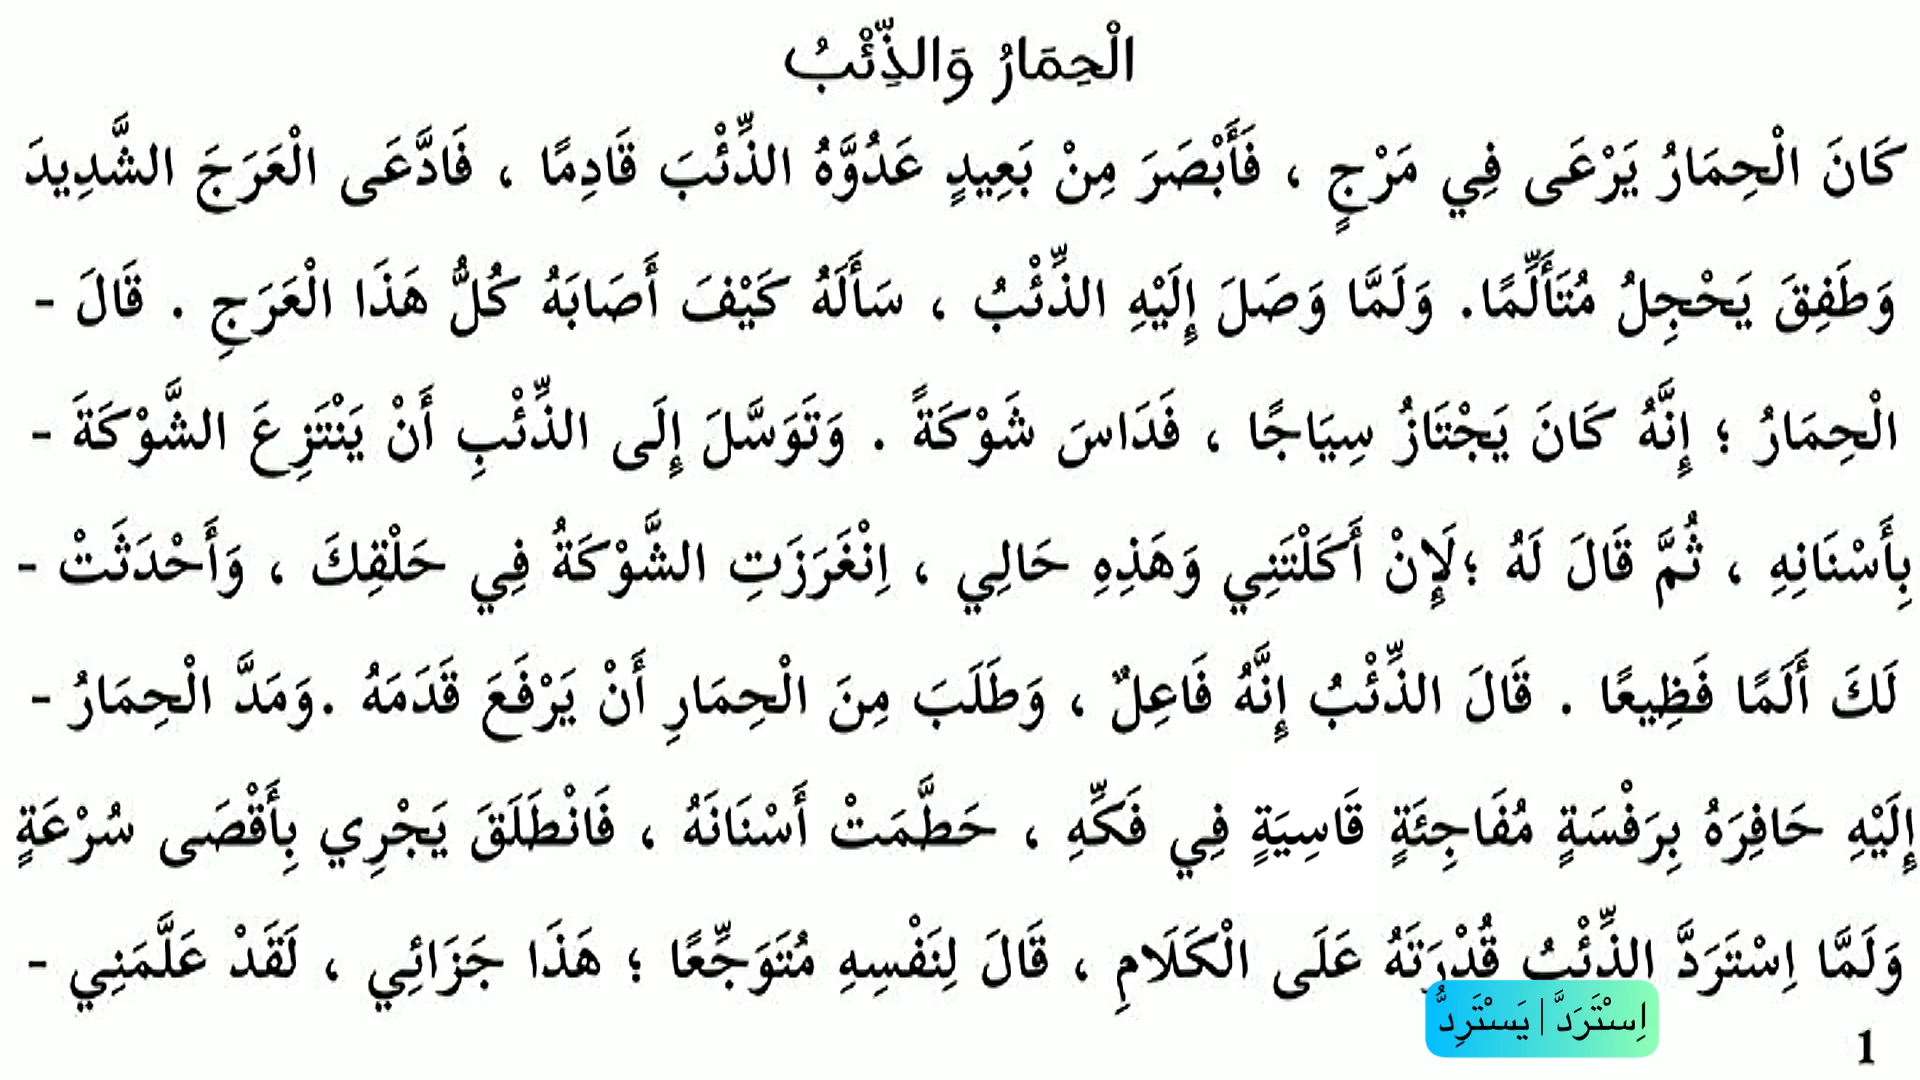 الْحِمَارُ وَالذِّئْبُ
كَانَ الْحِمَارُ يَرْعَى فِي مَرْجٍ ، فَأَبْصَرَ مِنْ بَعِيدٍ عَدُوَّهُ الذِّئْبَ قَادِمًا ، فَادَّعَى الْعَرَجَ الشَّدِيدَ
وَطَفِقَ يَحْجِلُ مُتَأَلِّمًا. وَلَمَّا وَصَلَ إِلَيْهِ الذِّئْبُ ، سَأَلَهُ كَيْفَ أَصَابَهُ كُلُّ هَذَا الْعَرَجِ . قَالَ -
الْحِمَارُ ؛ إِنَّهُ كَانَ يَجْتَازُ سِيَاجًا ، فَدَاسَ شَوْكَةً . وَتَوَسَّلَ إِلَى الذِّئْبِ أَنْ يَنْتَزِعَ الشَّوْكَةَ -
بِأَسْنَانِهِ ، ثُمَّ قَالَ لَهُ ؛لَإِنْ أَكَلْتَنِي وَهَذِهِ حَالِي ، اِنْغَرَزَتِ الشَّوْكَةُ فِي حَلْقِكَ ، وَأَحْدَثَتْ -
لَكَ أَلَمًا فَظِيعًا . قَالَ الذِّئْبُ إِنَّهُ فَاعِلٌ ، وَطَلَبَ مِنَ الْحِمَارِ أَنْ يَرْفَعَ قَدَمَهُ .وَمَدَّ الْحِمَارُ -
إِلَيْهِ حَافِرَهُ بِرَفْسَةٍ مُفَاجِئَةٍ قَاسِيَةٍ فِي فَكِّهِ ، حَطَّمَتْ أَسْنَانَهُ ، فَانْطَلَقَ يَجْرِي بِأَقْصَى سُرْعَةٍ
وَلَمَّا اِسْتَرَدَّ الذِّئْبُ قُدْرَتَهُ عَلَى الْكَلَامِ ، قَالَ لِنَفْسِهِ مُتَوَجِّعًا ؛ هَذَا جَزَائِي ، لَقَدْ عَلَّمَنِي -
اِسْتَرَدَّ | يَسْتَرِدُّ
1